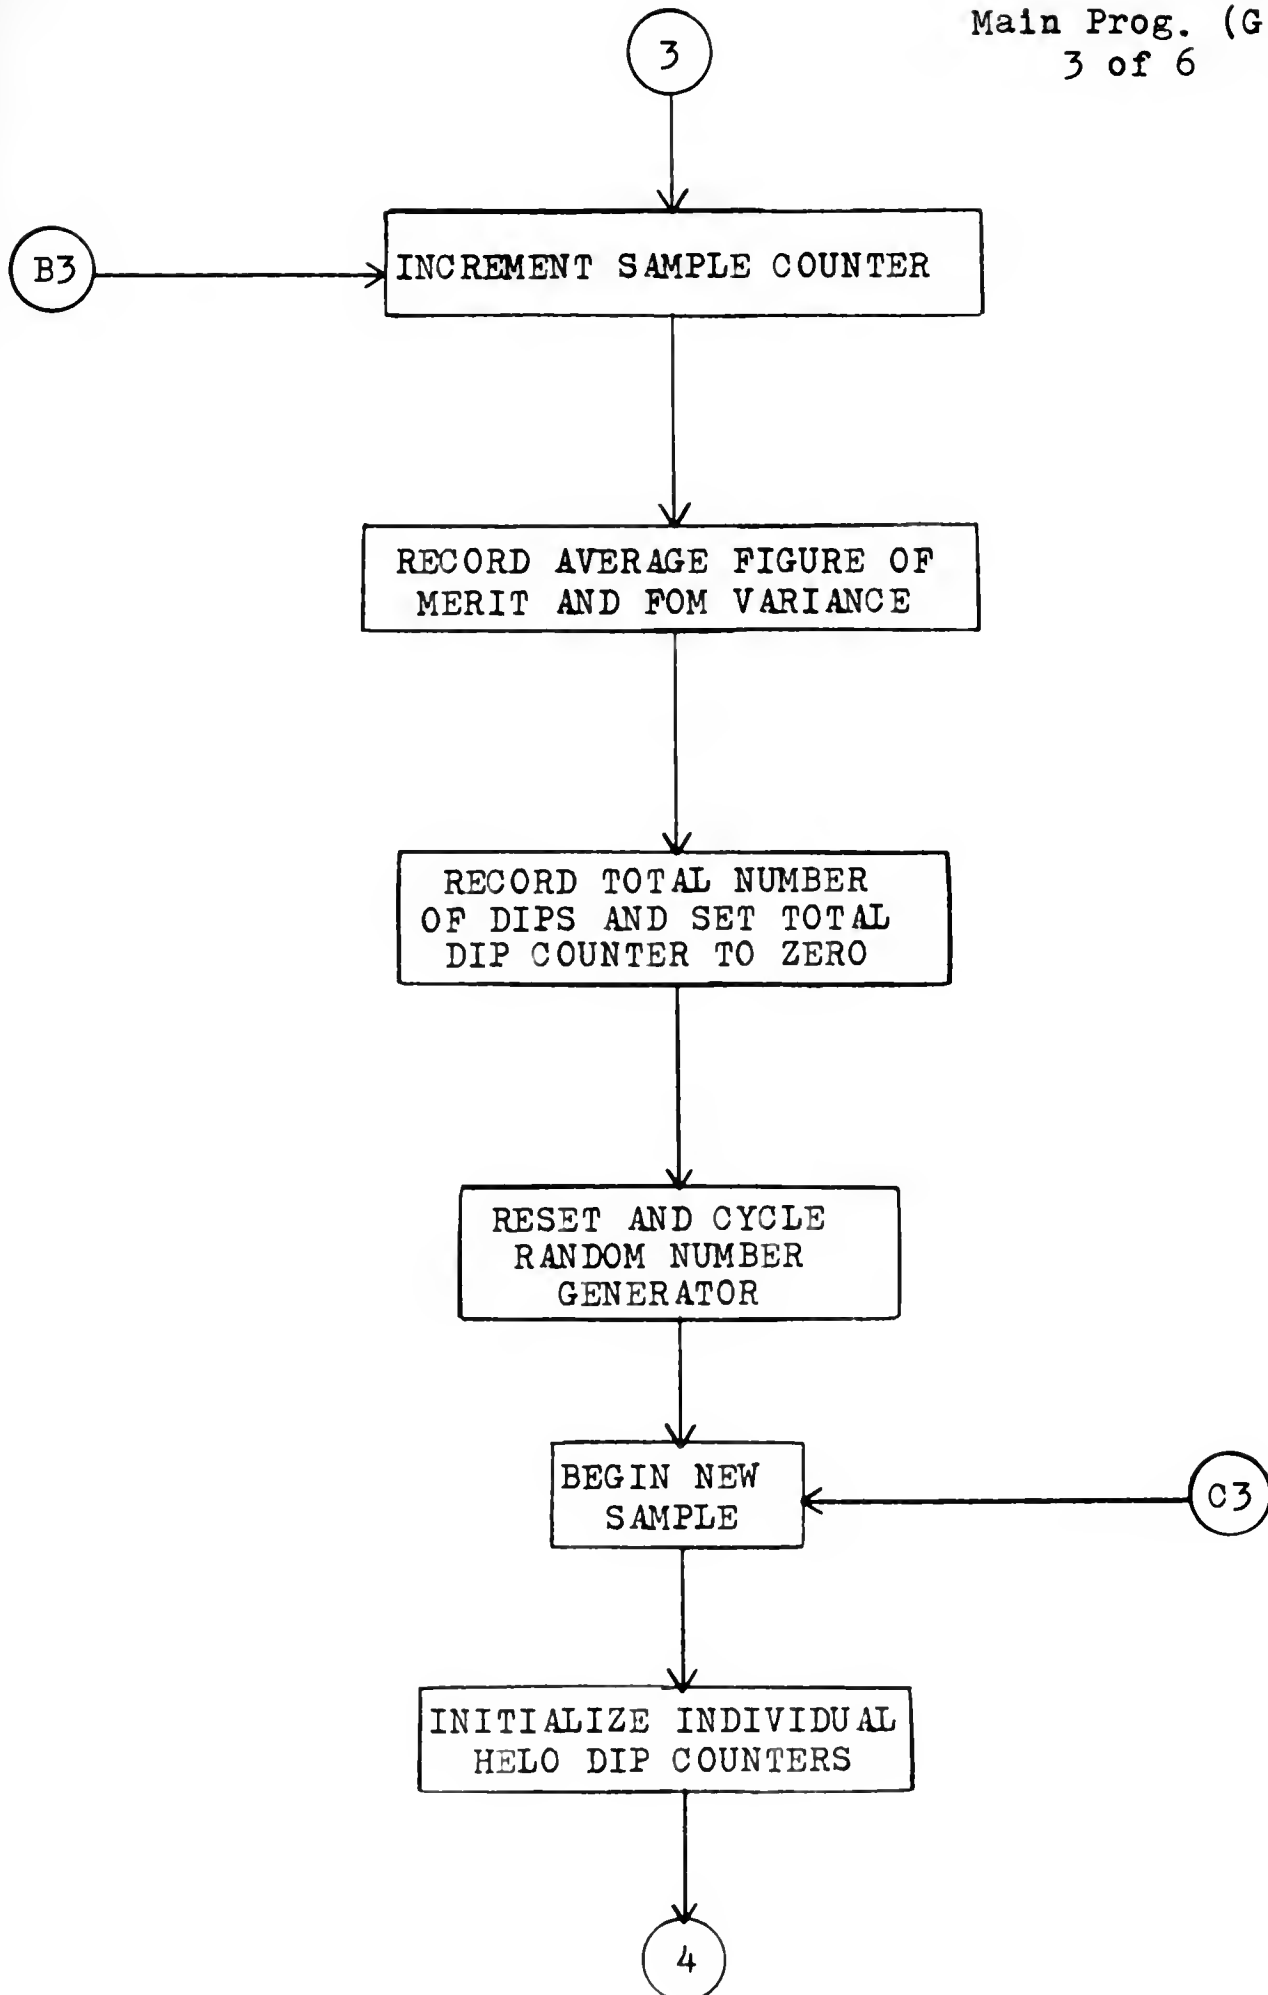 Main Prog. (G
3 of 6
3
B3
INCREMENT SAMPLE COUNTER
RECORD AVERAGE FIGURE OF
MERIT AND FOM VARIANCE
RECORD TOTAL NUMBER
OF DIPS AND SET TOTAL
DIP COUNTER TO ZERO
RESET AND CYCLE
RANDOM NUMBER
GENERATOR
BEGIN NEW
SAMPLE
C3
INITIALIZE INDIVIDUAL
HELO DIP COUNTERS
4